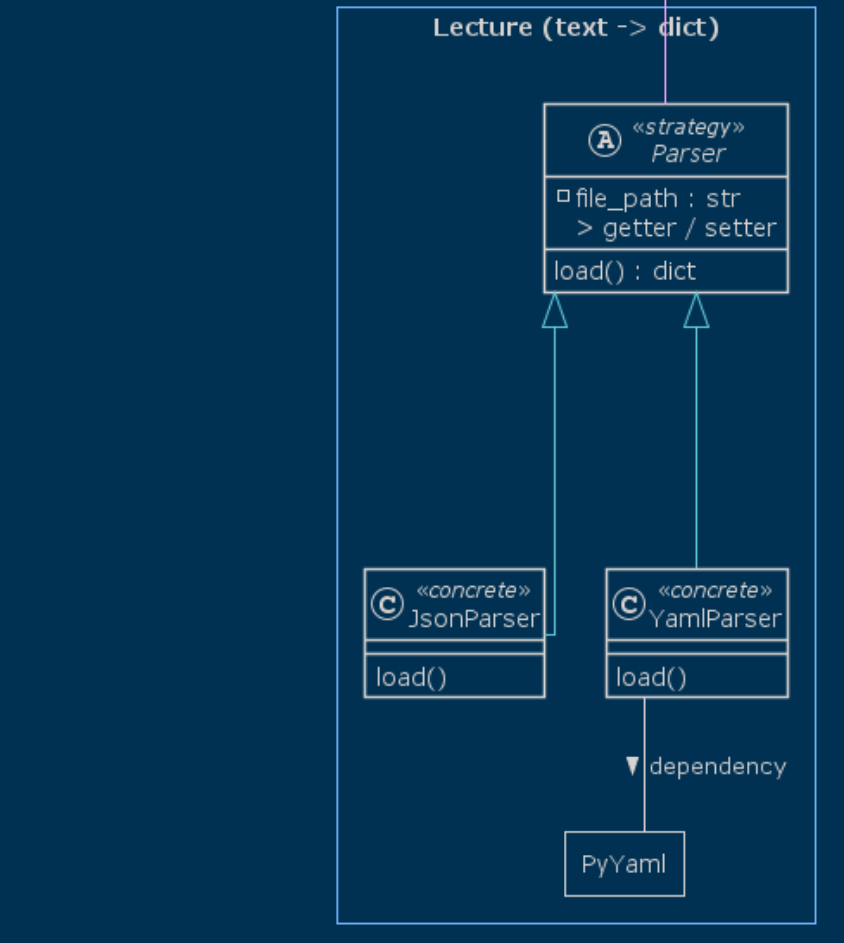 Lecture (text -> dict)
A «strategy»
Parser
file_path : str
> getter / setter
load() : dict
C «concrete»
JsonParser
load()
C «concrete»
YamlParser
load()
dependency
PyYaml